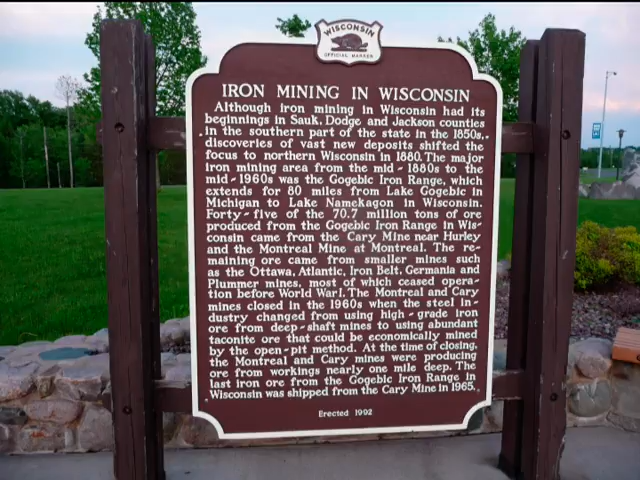 WISCONSIN
OFFICIAL MARKER
IRON MINING IN WISCONSIN
Although iron mining in Wisconsin had its
beginnings in Sauk, Dodge and Jackson counties
in the southern part of the state in the 1850s,
discoveries of vast new deposits shifted the
focus to northern Wisconsin in 1880. The major
iron mining area from the mid-1880s to the
mid-1960s was the Gogebic Iron Range, which
extends for 80 miles from Lake Gogebic in
Michigan to Lake Namekagon in Wisconsin.
Forty-five of the 70.7 million tons of ore
produced from the Gogebic Iron Range in Wis-
consin came from the Cary Mine near Hurley
and the Montreal Mine at Montreal. The re-
maining ore came from smaller mines such
as the Ottawa, Atlantic, Iron Belt, Germania and
Plummer mines, most of which ceased opera-
tion before World War I. The Montreal and Cary
mines closed in the 1960s when the steel in-
dustry changed from using high-grade iron
ore from deep-shaft mines to using abundant
taconite ore that could be economically mined
by the open-pit method. At the time of closing,
the Montreal and Cary mines were producing
ore from workings nearly one mile deep. The
last iron ore from the Gogebic Iron Range in
Wisconsin was shipped from the Cary Mine in 1965.
Erected 1992